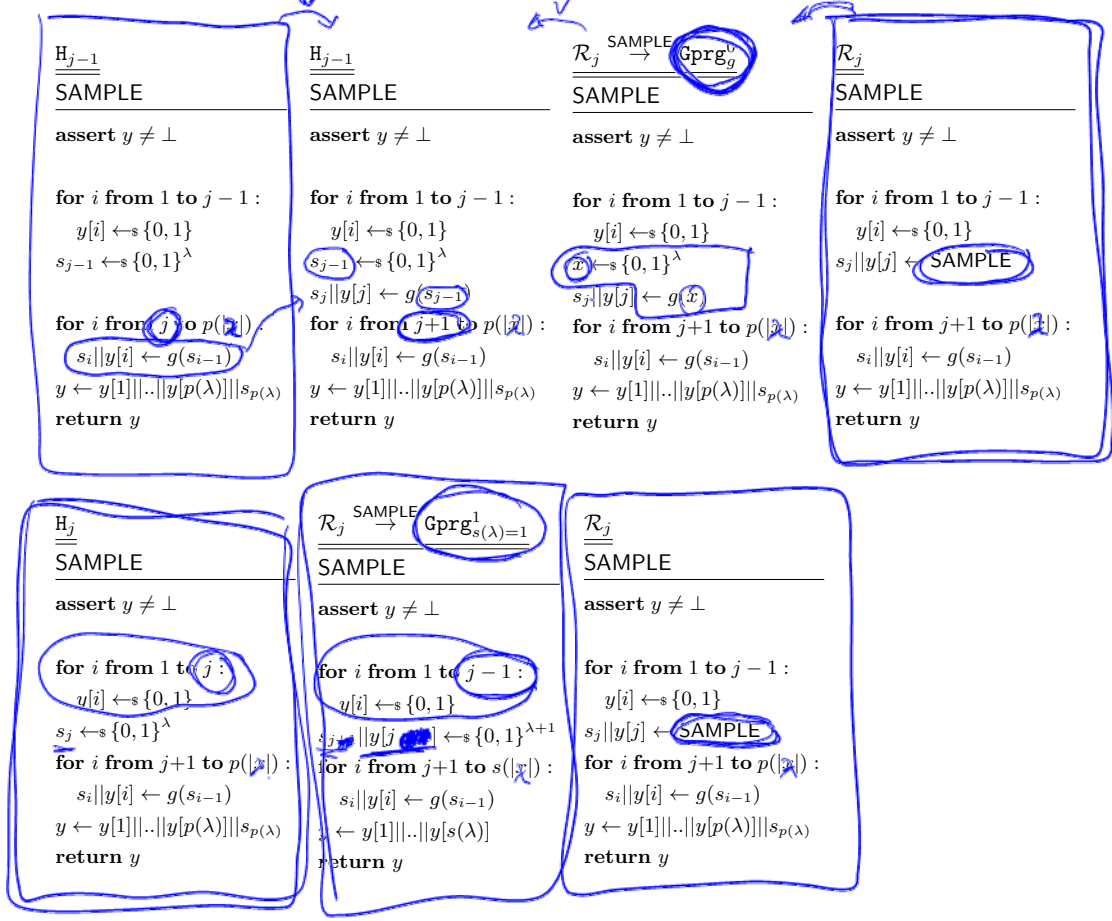 H_{j−1}
SAMPLE
assert y ≠ ⊥
for i from 1 to j − 1 :
y[i] ←$ {0, 1}
s_{j−1} ←$ {0, 1}^λ
for i from j to p(|λ|) :
s_i||y[i] ← g(s_{i−1})
y ← y[1]||..||y[p(λ)]||s_{p(λ)}
return y
H_{j−1}
SAMPLE
assert y ≠ ⊥
for i from 1 to j − 1 :
y[i] ←$ {0, 1}
s_{j−1} ←$ {0, 1}^λ
s_j||y[j] ← g(s_{j−1})
for i from j+1 to p(|λ|) :
s_i||y[i] ← g(s_{i−1})
y ← y[1]||..||y[p(λ)]||s_{p(λ)}
return y
R_j SAMPLE → Gprg_g^0
SAMPLE
assert y ≠ ⊥
for i from 1 to j − 1 :
y[i] ←$ {0, 1}
x ←$ {0, 1}^λ
s_j||y[j] ← g(x)
for i from j+1 to p(|λ|) :
s_i||y[i] ← g(s_{i−1})
y ← y[1]||..||y[p(λ)]||s_{p(λ)}
return y
R_j
SAMPLE
assert y ≠ ⊥
for i from 1 to j − 1 :
y[i] ←$ {0, 1}
s_j||y[j] ← SAMPLE
for i from j+1 to p(|λ|) :
s_i||y[i] ← g(s_{i−1})
y ← y[1]||..||y[p(λ)]||s_{p(λ)}
return y
H_j
SAMPLE
assert y ≠ ⊥
for i from 1 to j :
y[i] ←$ {0, 1}
s_j ←$ {0, 1}^λ
for i from j+1 to p(|λ|) :
s_i||y[i] ← g(s_{i−1})
y ← y[1]||..||y[p(λ)]||s_{p(λ)}
return y
R_j SAMPLE → Gprg^1_{s(λ)=1}
SAMPLE
assert y ≠ ⊥
for i from 1 to j − 1 :
y[i] ←$ {0, 1}
s_j||y[j] ←$ {0, 1}^{λ+1}
for i from j+1 to s(|λ|) :
s_i||y[i] ← g(s_{i−1})
y ← y[1]||..||y[s(λ)]
return y
R_j
SAMPLE
assert y ≠ ⊥
for i from 1 to j − 1 :
y[i] ←$ {0, 1}
s_j||y[j] ← SAMPLE
for i from j+1 to p(|λ|) :
s_i||y[i] ← g(s_{i−1})
y ← y[1]||..||y[p(λ)]||s_{p(λ)}
return y